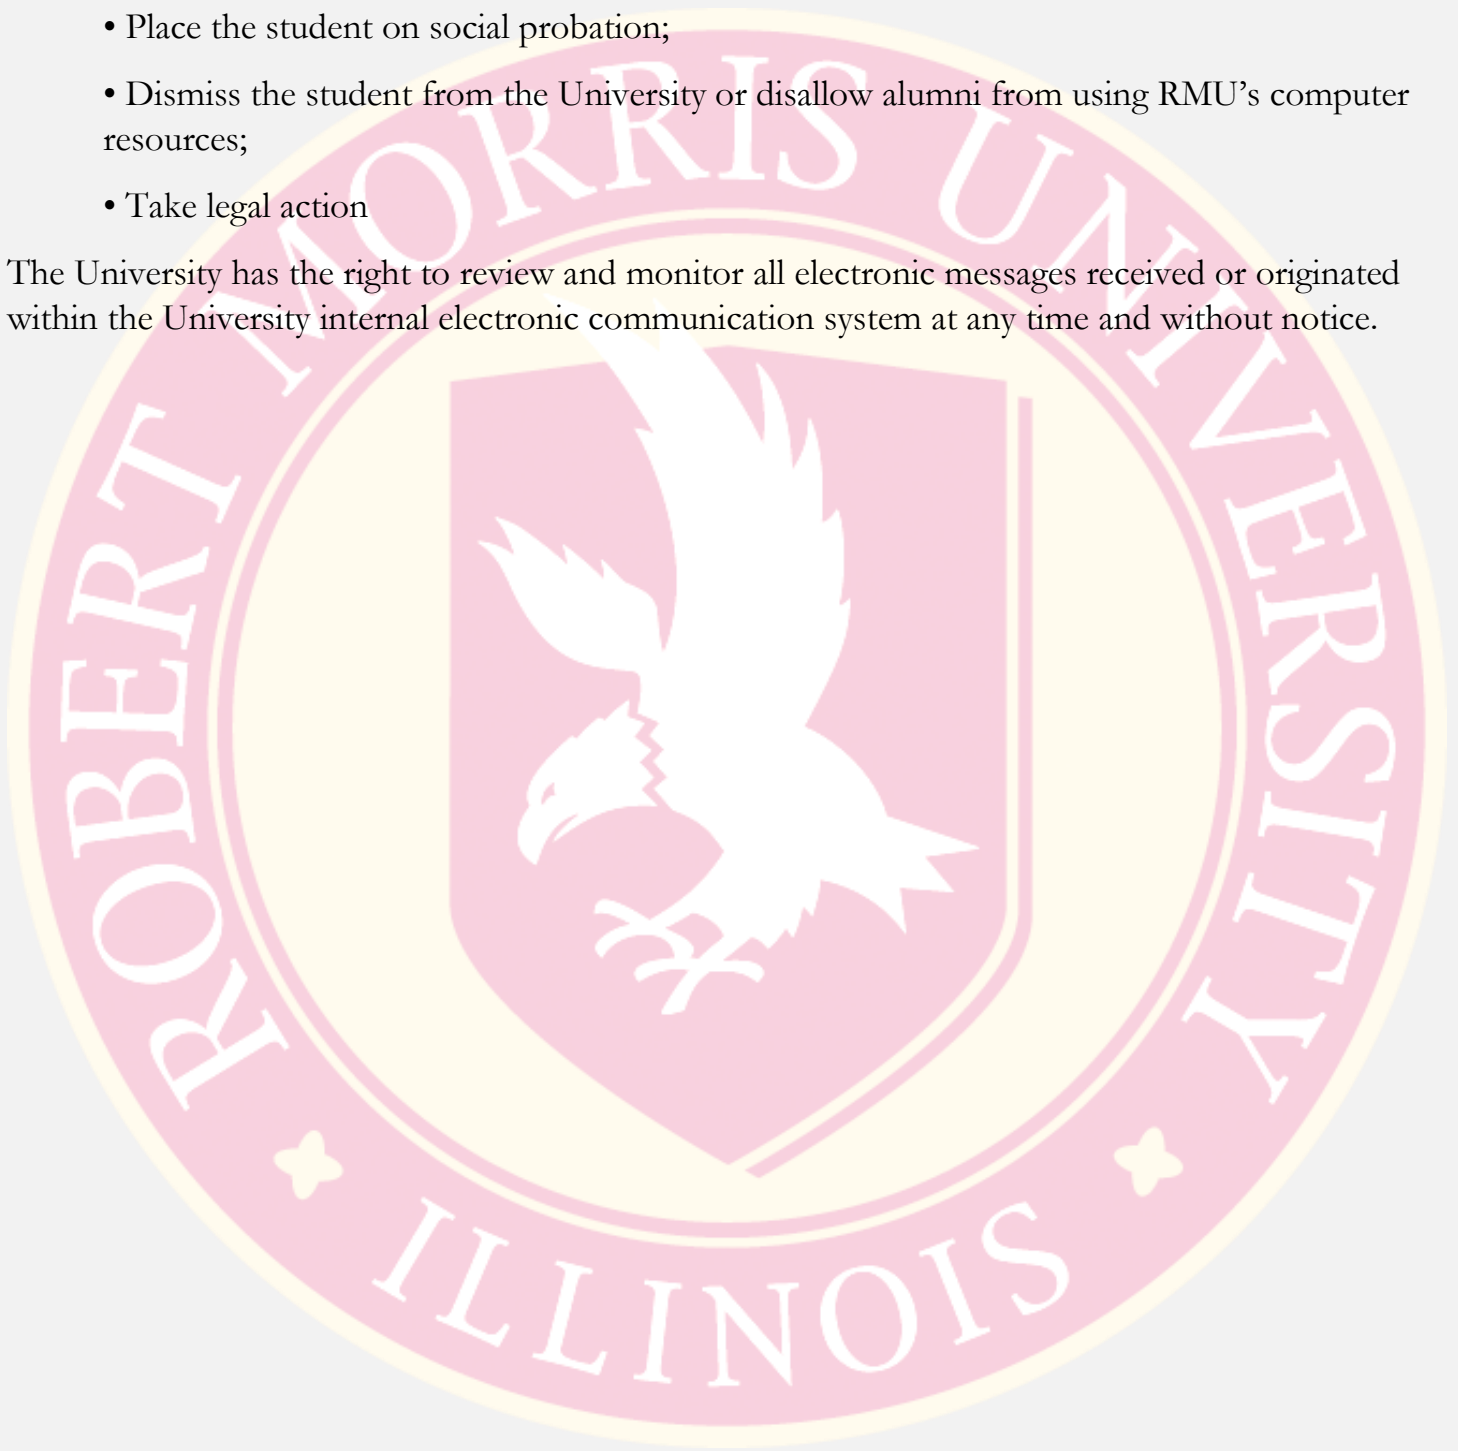 • Place the student on social probation;
• Dismiss the student from the University or disallow alumni from using RMU’s computer
resources;
• Take legal action
The University has the right to review and monitor all electronic messages received or originated
within the University internal electronic communication system at any time and without notice.
ROBERT MORRIS UNIVERSITY
ILLINOIS